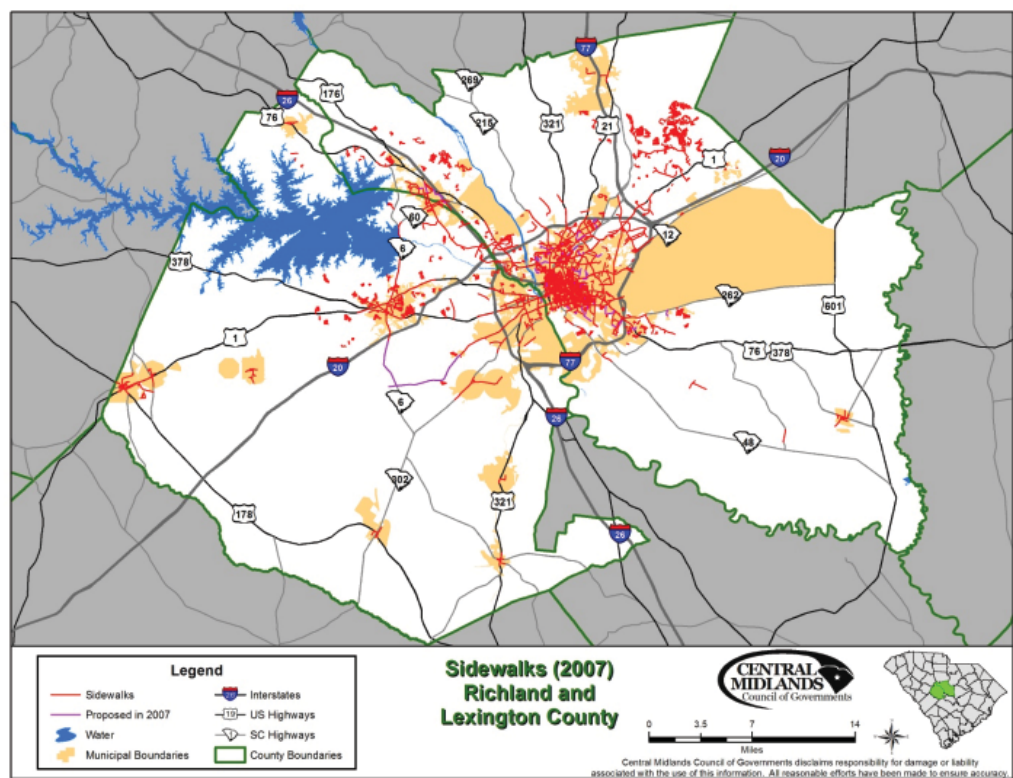 77
269
176
26
76
215
321
21
1
20
60
12
6
378
262
601
1
20
76
378
77
6
26
48
302
321
178
26
Legend
Sidewalks
Interstates
Proposed in 2007
19
US Highways
Water
SC Highways
Municipal Boundaries
County Boundaries
Sidewalks (2007)
Richland and
Lexington County
CENTRAL
MIDLANDS
Council of Governments
0 3.5 7 14
Miles
Central Midlands Council of Governments disclaims responsibility for damage or liability
associated with the use of this information. All reasonable efforts have been made to ensure accuracy.